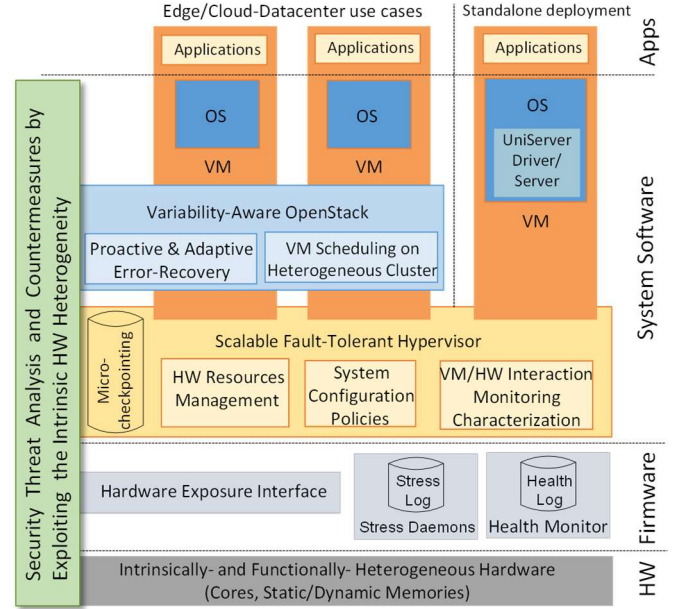 Edge/Cloud-Datacenter use cases
Standalone deployment
Applications
Applications
Applications
Apps
OS
OS
OS
UniServer
Driver/
Server
VM
VM
VM
System Software
Variability-Aware OpenStack
Proactive & Adaptive
Error-Recovery
VM Scheduling on
Heterogeneous Cluster
Security Threat Analysis and Countermeasures by
Exploiting the Intrinsic HW Heterogeneity
Scalable Fault-Tolerant Hypervisor
Micro-
checkpointing
HW Resources
Management
System
Configuration
Policies
VM/HW Interaction
Monitoring
Characterization
Hardware Exposure Interface
Stress
Log
Stress Daemons
Health
Log
Health Monitor
Firmware
Intrinsically- and Functionally- Heterogeneous Hardware
(Cores, Static/Dynamic Memories)
HW